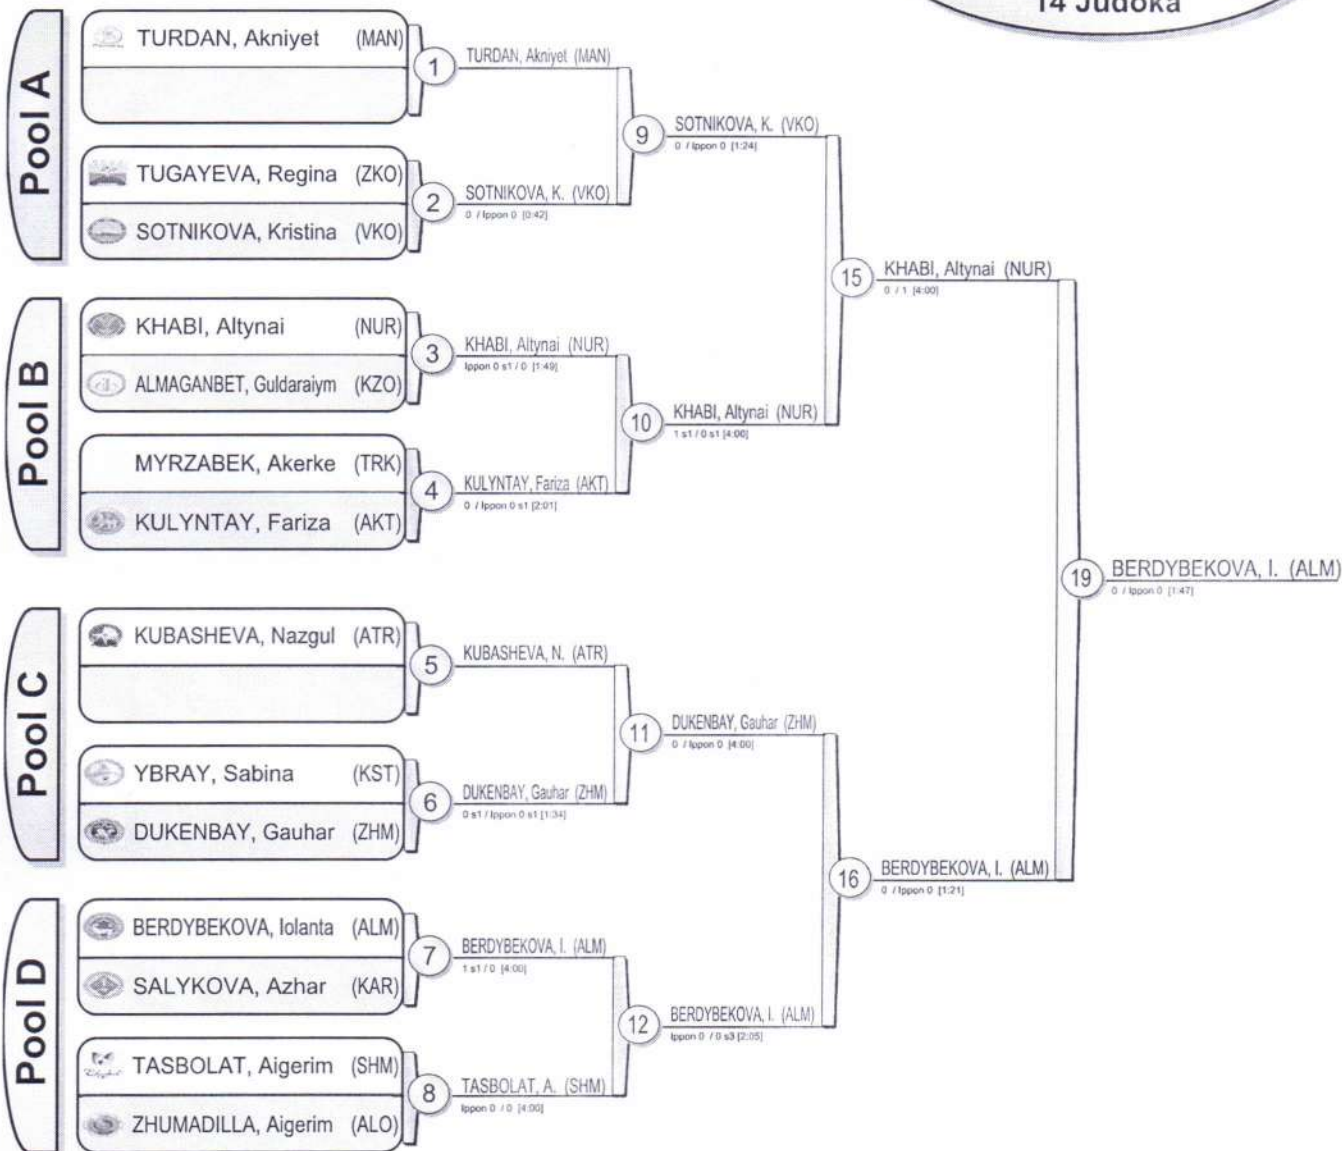 14 Judoka
Pool A
TURDAN, Akniyet (MAN)
TUGAYEVA, Regina (ZKO)
SOTNIKOVA, Kristina (VKO)
Pool B
KHABI, Altynai (NUR)
ALMAGANBET, Guldaraiym (KZO)
MYRZABEK, Akerke (TRK)
KULYNTAY, Fariza (AKT)
Pool C
KUBASHEVA, Nazgul (ATR)
YBRAY, Sabina (KST)
DUKENBAY, Gauhar (ZHM)
Pool D
BERDYBEKOVA, Iolanta (ALM)
SALYKOVA, Azhar (KAR)
TASBOLAT, Aigerim (SHM)
ZHUMADILLA, Aigerim (ALO)
1
TURDAN, Akniyet (MAN)
2
SOTNIKOVA, K. (VKO)
0 / Ippon 0 [0:42]
3
KHABI, Altynai (NUR)
Ippon 0 s1 / 0 [1:49]
4
KULYNTAY, Fariza (AKT)
0 / Ippon 0 s1 [2:01]
5
KUBASHEVA, N. (ATR)
6
DUKENBAY, Gauhar (ZHM)
0 s1 / Ippon 0 s1 [1:34]
7
BERDYBEKOVA, I. (ALM)
1 s1 / 0 [4:00]
8
TASBOLAT, A. (SHM)
Ippon 0 / 0 [4:00]
9
SOTNIKOVA, K. (VKO)
0 / Ippon 0 [1:24]
10
KHABI, Altynai (NUR)
1 s1 / 0 s1 [4:00]
11
DUKENBAY, Gauhar (ZHM)
0 / Ippon 0 [4:00]
12
BERDYBEKOVA, I. (ALM)
Ippon 0 / 0 s3 [2:05]
15
KHABI, Altynai (NUR)
0 / 1 [4:00]
16
BERDYBEKOVA, I. (ALM)
0 / Ippon 0 [1:21]
19
BERDYBEKOVA, I. (ALM)
0 / Ippon 0 [1:47]